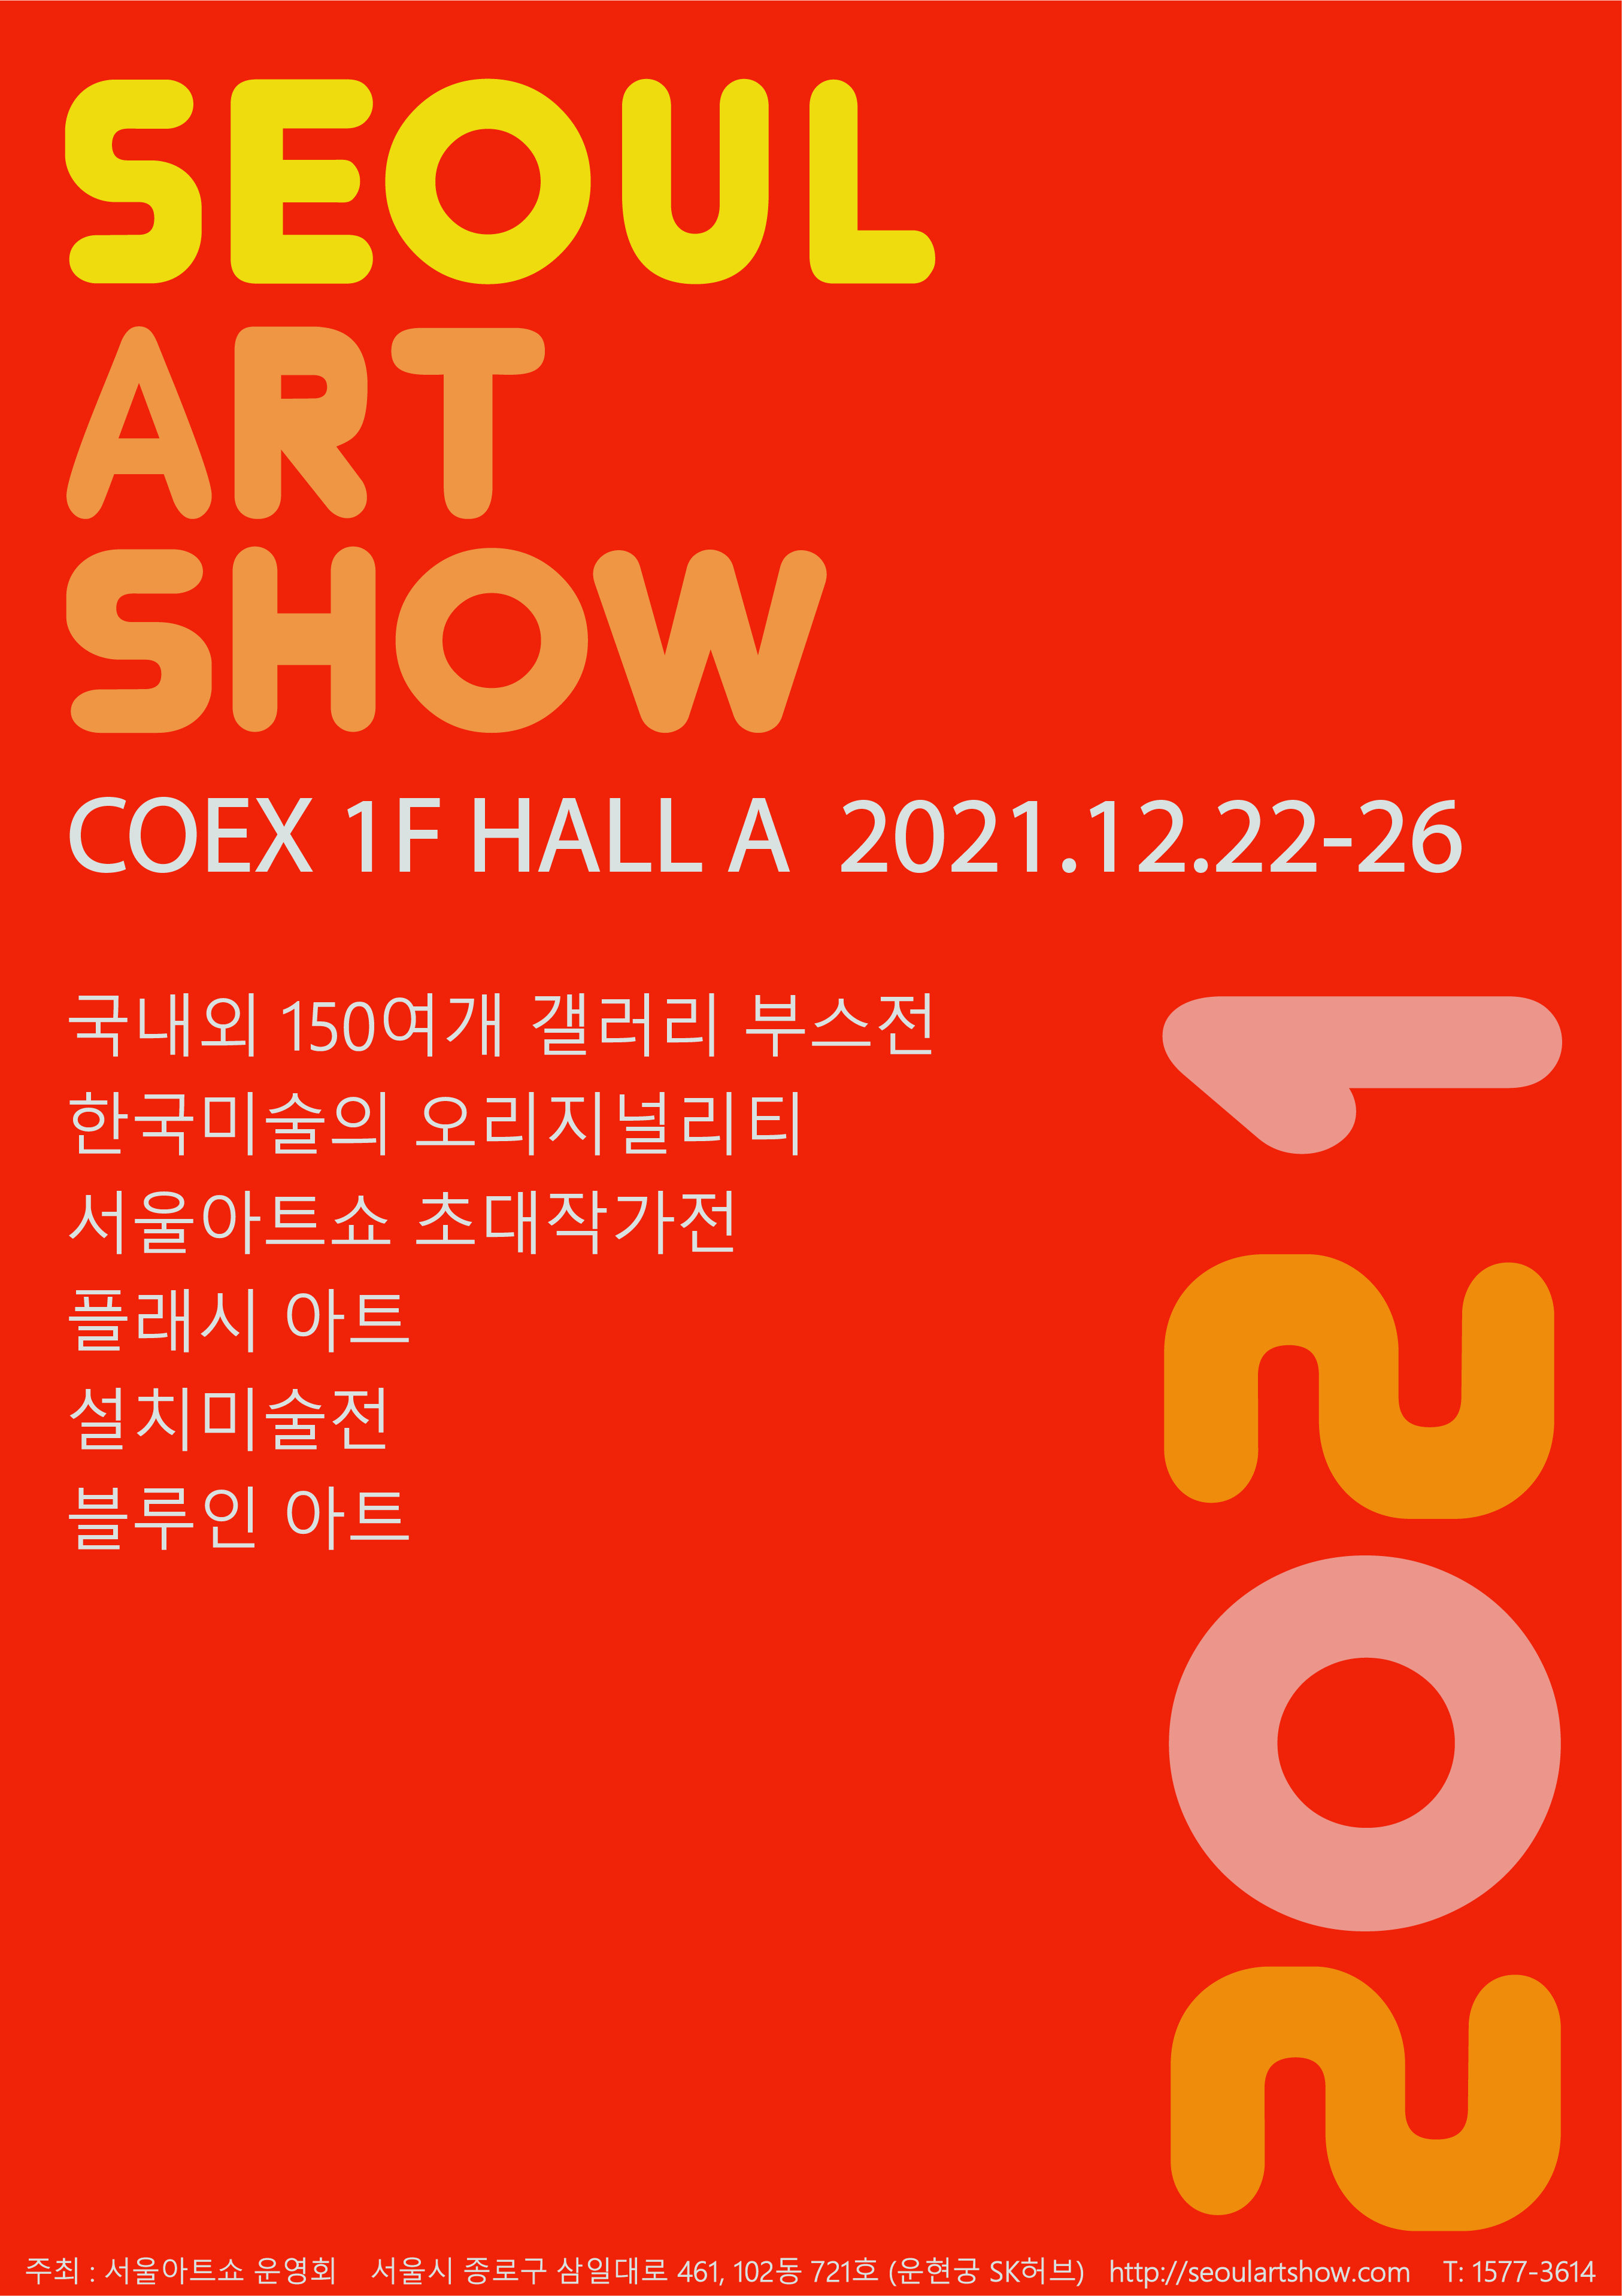 SEOUL
ART
SHOW
COEX 1F HALL A 2021.12.22-26
국내외 150여개 갤러리 부스전
한국미술의 오리지널리티
서울아트쇼 초대작가전
플래시 아트
설치미술전
블루인 아트
2021
주최 : 서울아트쇼 운영회 서울시 종로구 삼일대로 461, 102동 721호 (운현궁 SK허브) http://seoulartshow.com T: 1577-3614